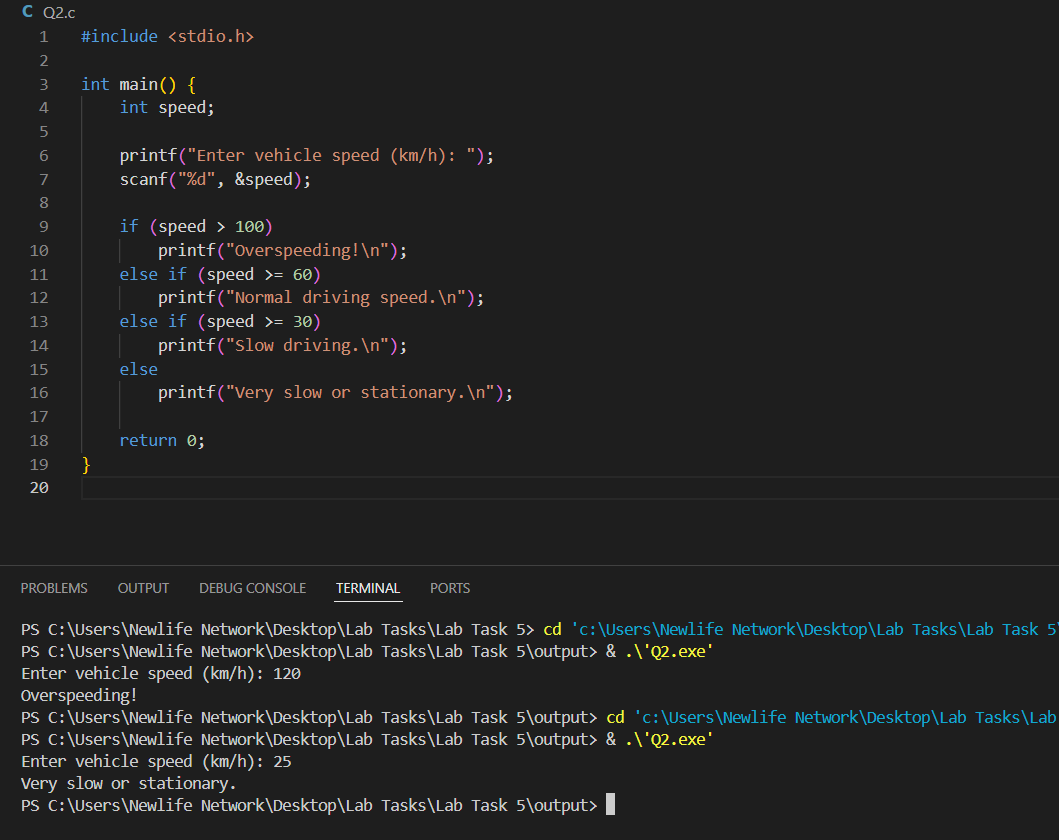 C Q2.c
1 #include <stdio.h>
2
3 int main() {
4     int speed;
5
6     printf("Enter vehicle speed (km/h): ");
7     scanf("%d", &speed);
8
9     if (speed > 100)
10         printf("Overspeeding!\n");
11     else if (speed >= 60)
12         printf("Normal driving speed.\n");
13     else if (speed >= 30)
14         printf("Slow driving.\n");
15     else
16         printf("Very slow or stationary.\n");
17
18     return 0;
19 }
20
PROBLEMS OUTPUT DEBUG CONSOLE TERMINAL PORTS
PS C:\Users\Newlife Network\Desktop\Lab Tasks\Lab Task 5> cd 'c:\Users\Newlife Network\Desktop\Lab Tasks\Lab Task 5\
PS C:\Users\Newlife Network\Desktop\Lab Tasks\Lab Task 5\output> & .\'Q2.exe'
Enter vehicle speed (km/h): 120
Overspeeding!
PS C:\Users\Newlife Network\Desktop\Lab Tasks\Lab Task 5\output> cd 'c:\Users\Newlife Network\Desktop\Lab Tasks\Lab
PS C:\Users\Newlife Network\Desktop\Lab Tasks\Lab Task 5\output> & .\'Q2.exe'
Enter vehicle speed (km/h): 25
Very slow or stationary.
PS C:\Users\Newlife Network\Desktop\Lab Tasks\Lab Task 5\output>